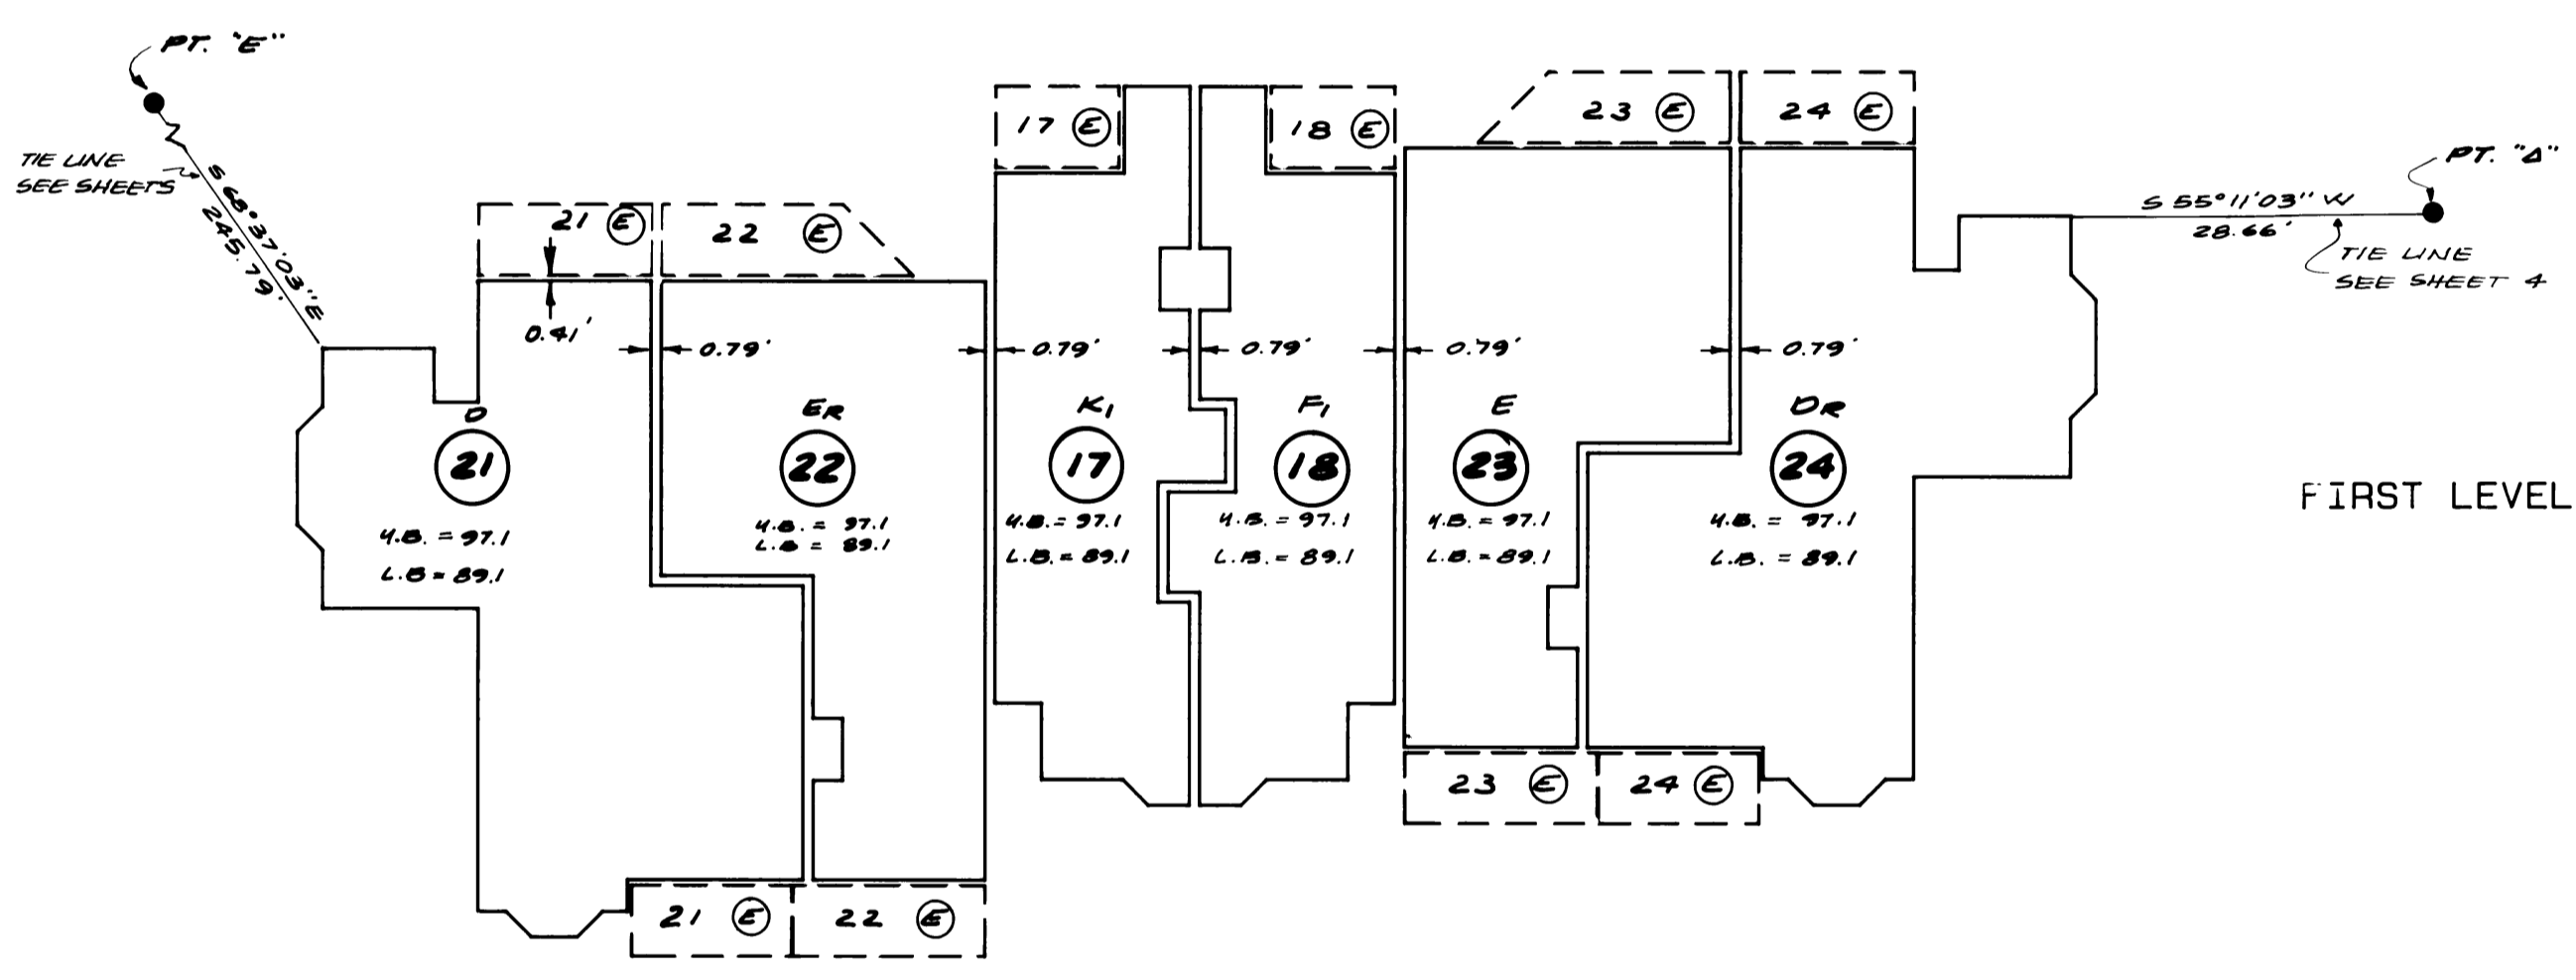 PT. "E"
TIE LINE
SEE SHEETS
S 68°37'03" E
245.79'
21 E
22 E
0.41'
17 E
18 E
23 E
24 E
PT. "Δ"
S 55°11'03" W
28.66'
TIE LINE
SEE SHEET 4
0.79'
0.79'
0.79'
0.79'
0.79'
D
21
U.B. = 97.1
L.B = 89.1
ER
22
U.B. = 97.1
L.B = 89.1
K1
17
U.B. = 97.1
L.B. = 89.1
F1
18
U.B. = 97.1
L.B. = 89.1
E
23
U.B. = 97.1
L.B. = 89.1
DR
24
U.B. = 97.1
L.B. = 89.1
FIRST LEVEL
23 E
24 E
21 E
22 E